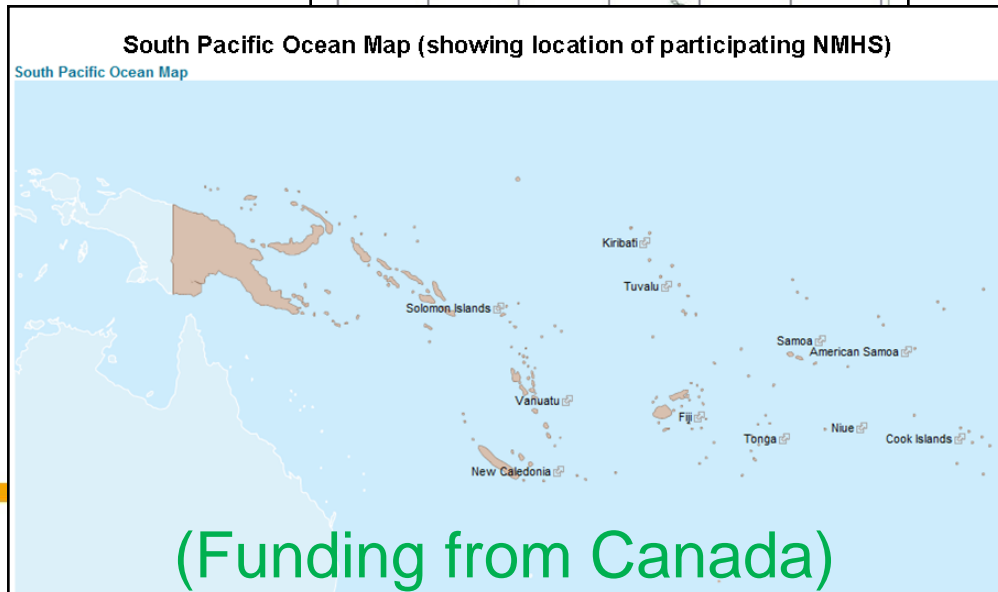 South Pacific Ocean Map (showing location of participating NMHS)
South Pacific Ocean Map
Kiribati
Tuvalu
Solomon Islands
Samoa
American Samoa
Vanuatu
Fiji
Niue
Tonga
Cook Islands
New Caledonia
(Funding from Canada)